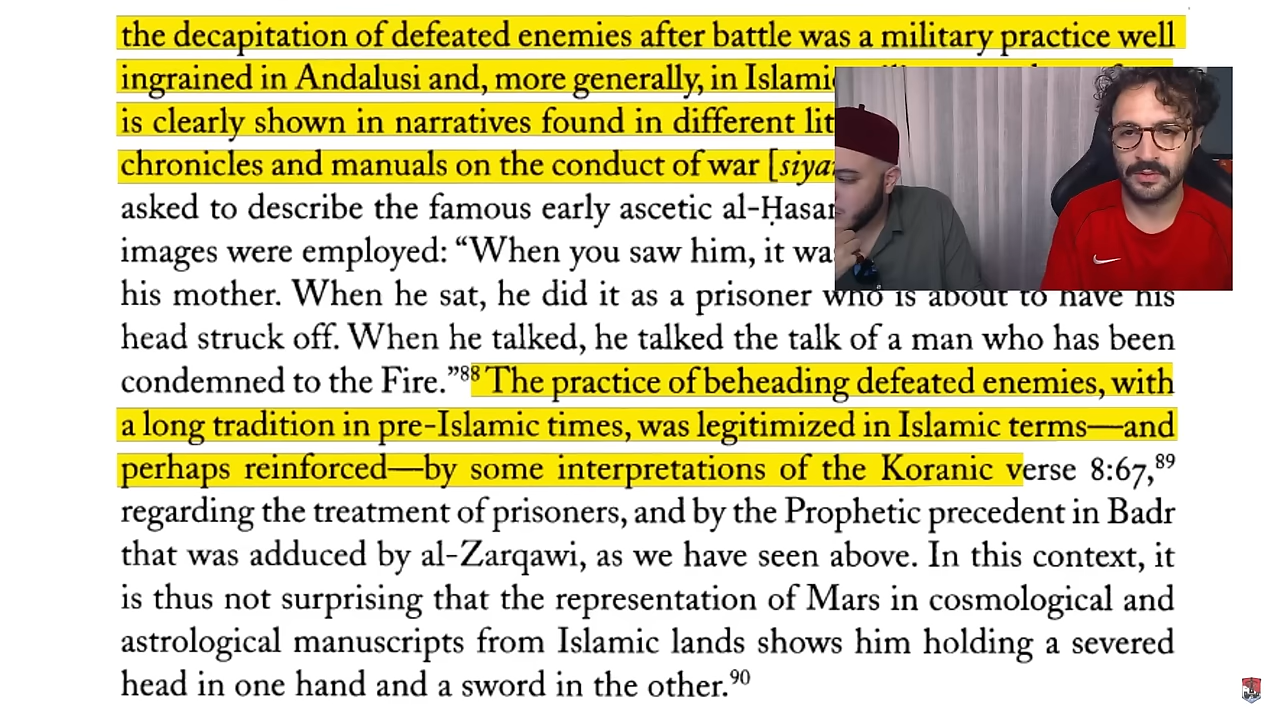 the decapitation of defeated enemies after battle was a military practice well
ingrained in Andalusi and, more generally, in Islamic
is clearly shown in narratives found in different
chronicles and manuals on the conduct of war
asked to describe the famous early ascetic
images were employed: “When you saw him, it
his mother. When he sat, he did it as a prisoner who is about to have his
head struck off. When he talked, he talked the talk of a man who has been
condemned to the Fire.”⁸⁸ The practice of beheading defeated enemies, with
a long tradition in pre-Islamic times, was legitimized in Islamic terms—and
perhaps reinforced—by some interpretations of the Koranic verse 8:67,⁸⁹
regarding the treatment of prisoners, and by the Prophetic precedent in Badr
that was adduced by al-Zarqawi, as we have seen above. In this context, it
is thus not surprising that the representation of Mars in cosmological and
astrological manuscripts from Islamic lands shows him holding a severed
head in one hand and a sword in the other.⁹⁰